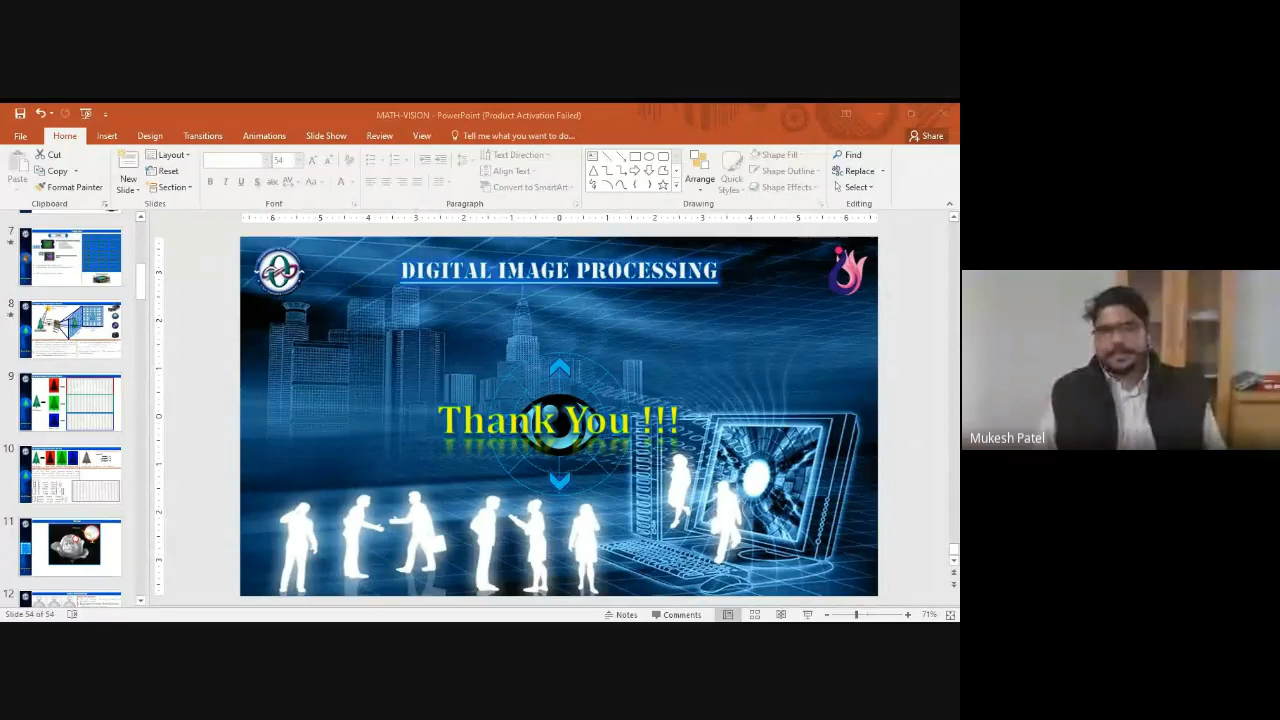 MATH-VISION - PowerPoint (Product Activation Failed)
File Home Insert Design Transitions Animations Slide Show Review View Tell me what you want to do... Share
Paste
Cut
Copy
Format Painter
Clipboard
New Slide
Layout
Reset
Section
Slides
54
Font
Text Direction
Align Text
Convert to SmartArt
Paragraph
Arrange
Quick Styles
Shape Fill
Shape Outline
Shape Effects
Drawing
Find
Replace
Select
Editing
7
8
9
10
11
12
DIGITAL IMAGE PROCESSING
Thank You !!!
Mukesh Patel
Slide 54 of 54
Notes Comments 71%